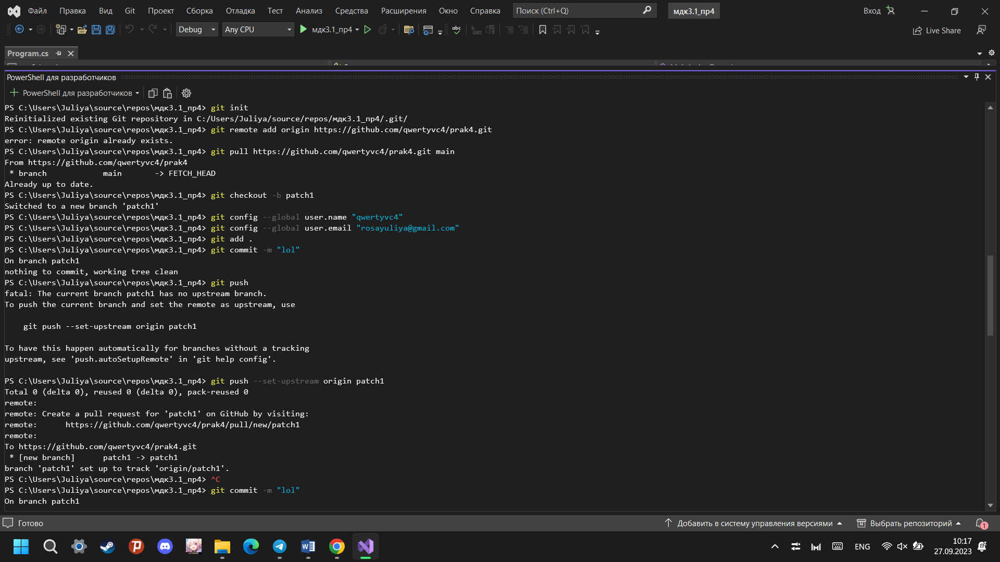 Файл Правка Вид Git Проект Сборка Отладка Тест Анализ Средства Расширения Окно Справка Поиск (Ctrl+Q) мдк3.1_пр4 Вход
Debug Any CPU мдк3.1_пр4 Live Share
Program.cs
PowerShell для разработчиков
PowerShell для разработчиков
PS C:\Users\Juliya\source\repos\мдк3.1_пр4> git init
Reinitialized existing Git repository in C:/Users/Juliya/source/repos/мдк3.1_пр4/.git/
PS C:\Users\Juliya\source\repos\мдк3.1_пр4> git remote add origin https://github.com/qwertyvc4/prak4.git
error: remote origin already exists.
PS C:\Users\Juliya\source\repos\мдк3.1_пр4> git pull https://github.com/qwertyvc4/prak4.git main
From https://github.com/qwertyvc4/prak4
 * branch            main       -> FETCH_HEAD
Already up to date.
PS C:\Users\Juliya\source\repos\мдк3.1_пр4> git checkout -b patch1
Switched to a new branch 'patch1'
PS C:\Users\Juliya\source\repos\мдк3.1_пр4> git config --global user.name "qwertyvc4"
PS C:\Users\Juliya\source\repos\мдк3.1_пр4> git config --global user.email "rosayuliya@gmail.com"
PS C:\Users\Juliya\source\repos\мдк3.1_пр4> git add .
PS C:\Users\Juliya\source\repos\мдк3.1_пр4> git commit -m "lol"
On branch patch1
nothing to commit, working tree clean
PS C:\Users\Juliya\source\repos\мдк3.1_пр4> git push
fatal: The current branch patch1 has no upstream branch.
To push the current branch and set the remote as upstream, use
    git push --set-upstream origin patch1
To have this happen automatically for branches without a tracking
upstream, see 'push.autoSetupRemote' in 'git help config'.
PS C:\Users\Juliya\source\repos\мдк3.1_пр4> git push --set-upstream origin patch1
Total 0 (delta 0), reused 0 (delta 0), pack-reused 0
remote:
remote: Create a pull request for 'patch1' on GitHub by visiting:
remote:      https://github.com/qwertyvc4/prak4/pull/new/patch1
remote:
To https://github.com/qwertyvc4/prak4.git
 * [new branch]      patch1 -> patch1
branch 'patch1' set up to track 'origin/patch1'.
PS C:\Users\Juliya\source\repos\мдк3.1_пр4> ^C
PS C:\Users\Juliya\source\repos\мдк3.1_пр4> git commit -m "lol"
On branch patch1
Готово Добавить в систему управления версиями Выбрать репозиторий 1
ENG 10:17
27.09.2023